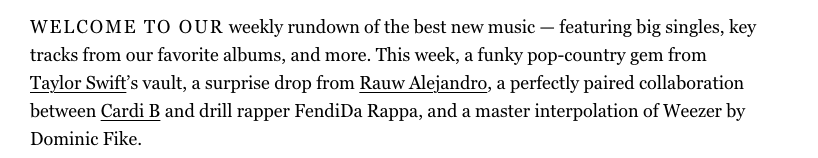 WELCOME TO OUR weekly rundown of the best new music — featuring big singles, key
tracks from our favorite albums, and more. This week, a funky pop-country gem from
Taylor Swift’s vault, a surprise drop from Rauw Alejandro, a perfectly paired collaboration
between Cardi B and drill rapper FendiDa Rappa, and a master interpolation of Weezer by
Dominic Fike.